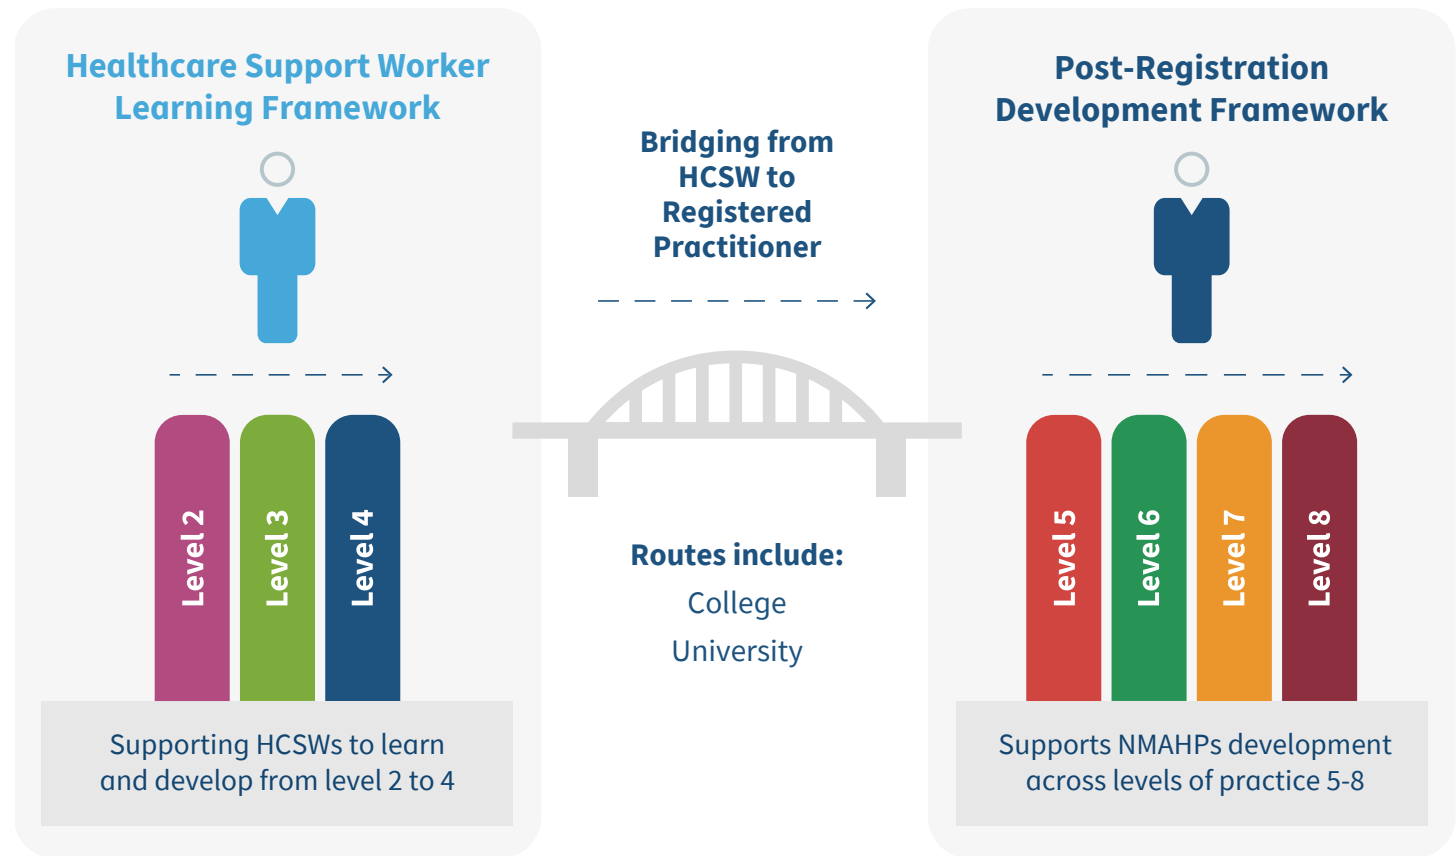 Healthcare Support Worker
Learning Framework
Level 2
Level 3
Level 4
Supporting HCSWs to learn
and develop from level 2 to 4
Bridging from
HCSW to
Registered
Practitioner
Routes include:
College
University
Post-Registration
Development Framework
Level 5
Level 6
Level 7
Level 8
Supports NMAHPs development
across levels of practice 5-8